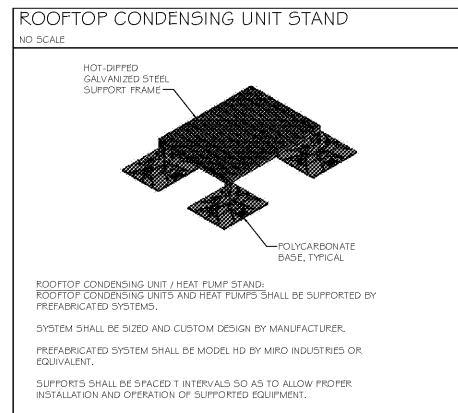 ROOFTOP CONDENSING UNIT STAND
NO SCALE
HOT-DIPPED
GALVANIZED STEEL
SUPPORT FRAME
POLYCARBONATE
BASE, TYPICAL
ROOFTOP CONDENSING UNIT / HEAT PUMP STAND:
ROOFTOP CONDENSING UNITS AND HEAT PUMPS SHALL BE SUPPORTED BY
PREFABRICATED SYSTEMS.
SYSTEM SHALL BE SIZED AND CUSTOM DESIGN BY MANUFACTURER.
PREFABRICATED SYSTEM SHALL BE MODEL HD BY MIRO INDUSTRIES OR
EQUIVALENT.
SUPPORTS SHALL BE SPACED T INTERVALS SO AS TO ALLOW PROPER
INSTALLATION AND OPERATION OF SUPPORTED EQUIPMENT.